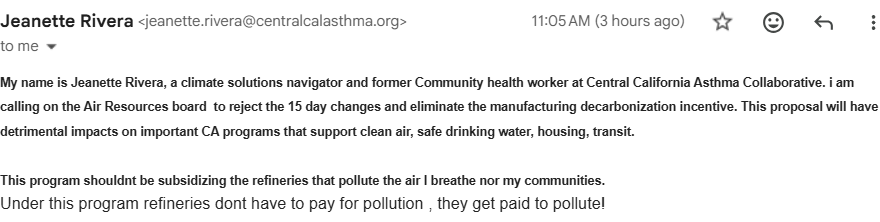 Jeanette Rivera <jeanette.rivera@centralcalasthma.org> 11:05 AM (3 hours ago)
to me
My name is Jeanette Rivera, a climate solutions navigator and former Community health worker at Central California Asthma Collaborative. i am
calling on the Air Resources board to reject the 15 day changes and eliminate the manufacturing decarbonization incentive. This proposal will have
detrimental impacts on important CA programs that support clean air, safe drinking water, housing, transit.
This program shouldnt be subsidizing the refineries that pollute the air I breathe nor my communities.
Under this program refineries dont have to pay for pollution , they get paid to pollute!